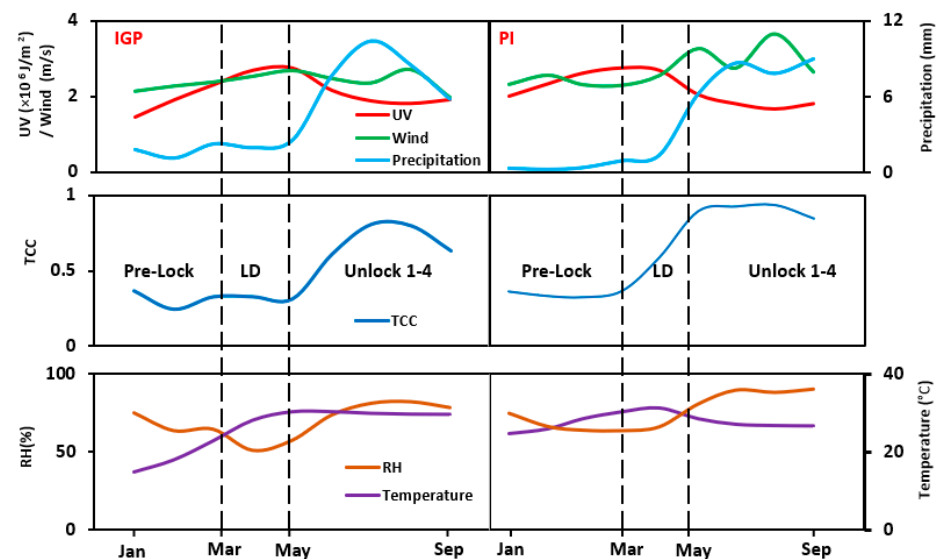 4
2
0
UV (×10⁶ J/m²)
/ Wind (m/s)
IGP
UV
Wind
Precipitation
PI
12
6
0
Precipitation (mm)
1
0.5
0
TCC
Pre-Lock
LD
Unlock 1-4
TCC
Pre-Lock
LD
Unlock 1-4
100
50
0
RH(%)
RH
Temperature
40
20
0
Temperature (°C)
Jan
Mar
May
Sep
Jan
Mar
May
Sep